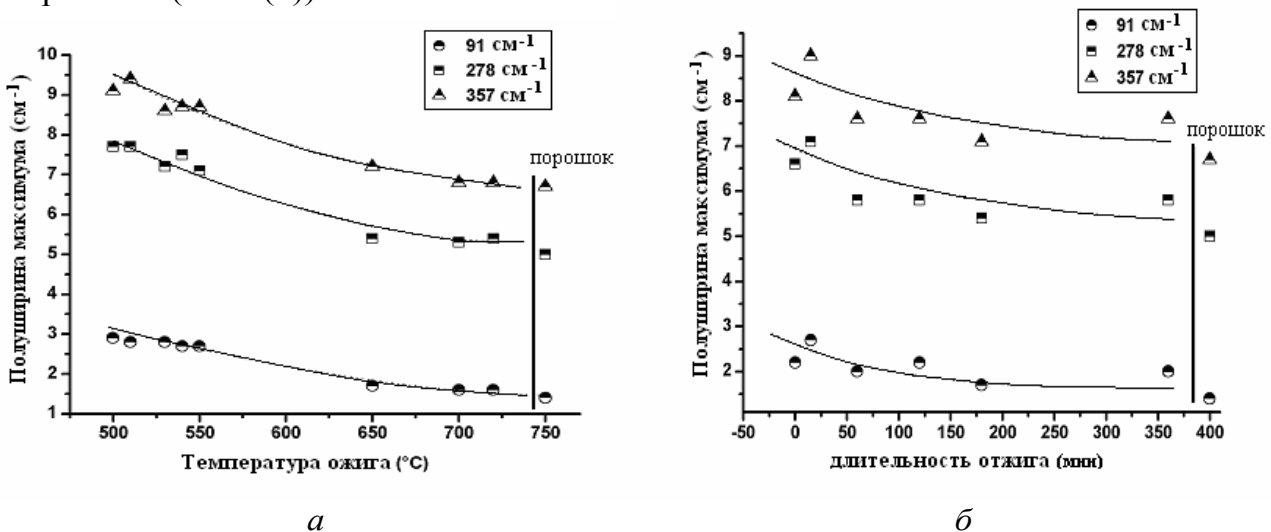 91 см-1
278 см-1
357 см-1
порошок
Полуширина максимума (см-1)
10
9
8
7
6
5
4
3
2
1
500 550 600 650 700 750
Температура ожига (°C)
а
91 см-1
278 см-1
357 см-1
порошок
Полуширина максимума (см-1)
9
8
7
6
5
4
3
2
-50 0 50 100 150 200 250 300 350 400
длительность отжига (мин)
б